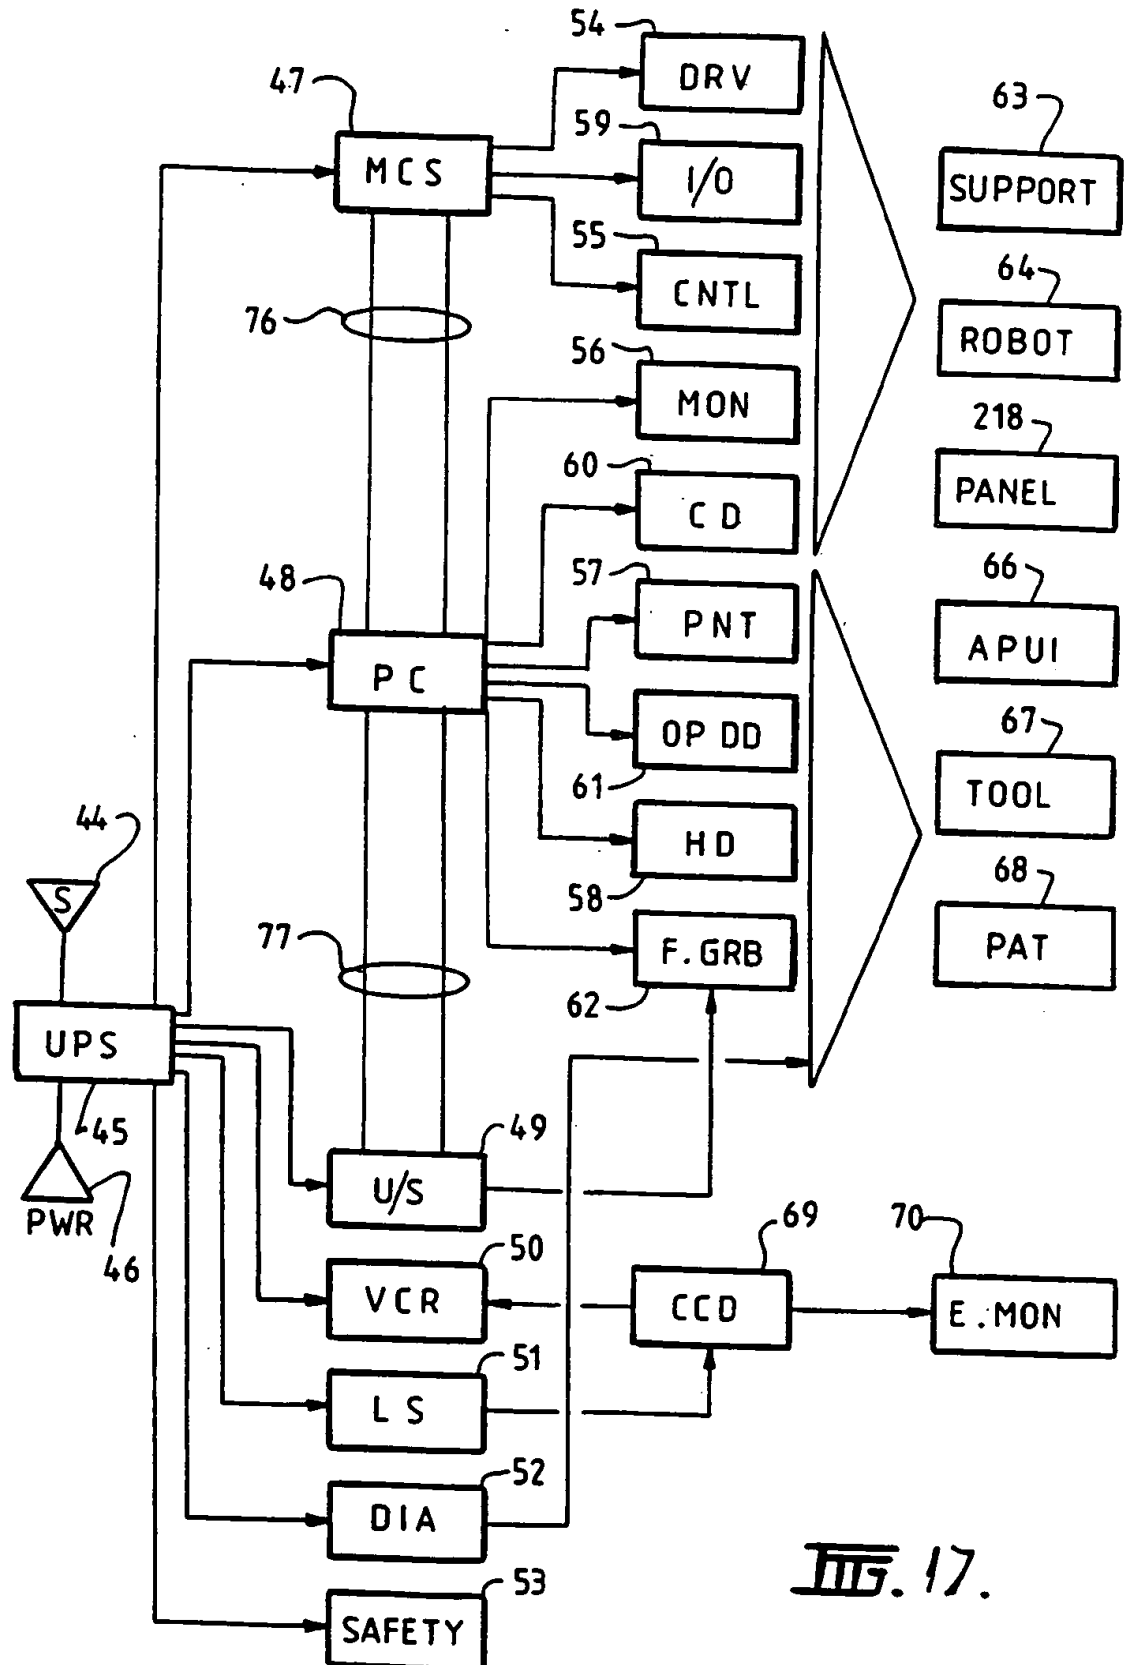 54
DRV
47
MCS
59
I/O
63
SUPPORT
55
CNTL
64
ROBOT
76
56
MON
218
PANEL
60
CD
48
PC
57
PNT
66
APUI
OP DD
61
67
TOOL
44
S
HD
58
68
PAT
77
F. GRB
62
UPS
45
PWR
46
49
U/S
50
VCR
69
CCD
70
E. MON
51
LS
52
DIA
53
SAFETY
FIG. 17.